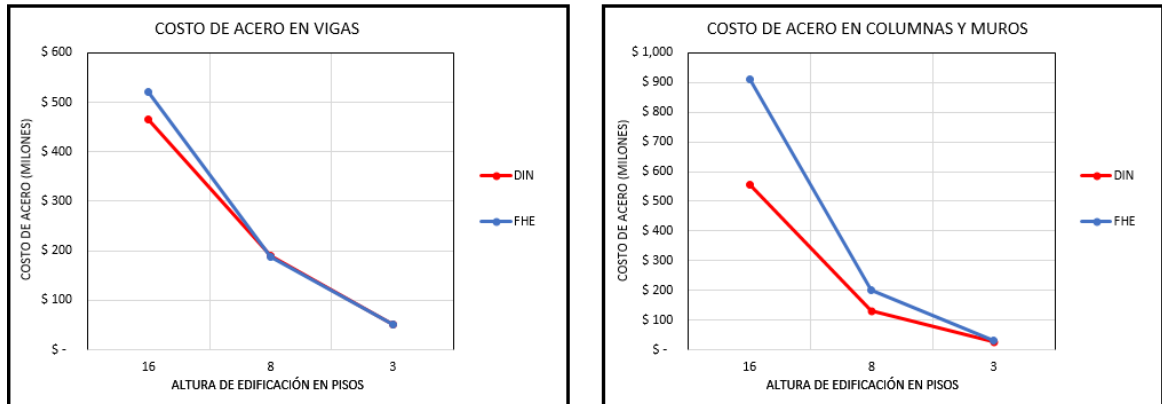 COSTO DE ACERO EN VIGAS
$ 600
$ 500
$ 400
$ 300
$ 200
$ 100
$ -
COSTO DE ACERO (MILONES)
16 8 3
ALTURA DE EDIFICACIÓN EN PISOS
DIN
FHE
COSTO DE ACERO EN COLUMNAS Y MUROS
$ 1,000
$ 900
$ 800
$ 700
$ 600
$ 500
$ 400
$ 300
$ 200
$ 100
$ -
COSTO DE ACERO (MILONES)
16 8 3
ALTURA DE EDIFICACIÓN EN PISOS
DIN
FHE